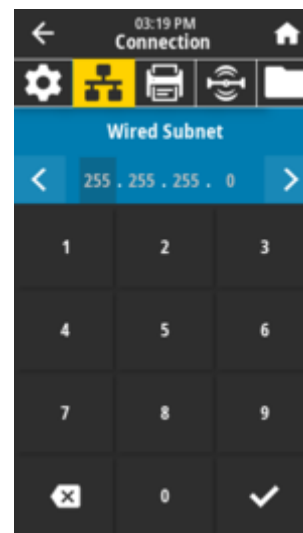 03:19 PM
Connection
Wired Subnet
255 . 255 . 255 . 0
1 2 3
4 5 6
7 8 9
0